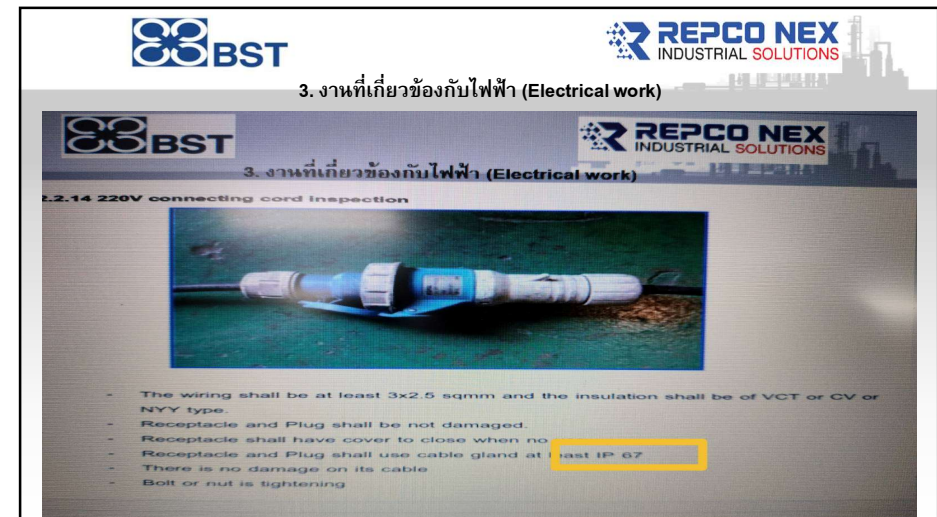 BST
REPCO NEX
INDUSTRIAL SOLUTIONS
3. งานที่เกี่ยวข้องกับไฟฟ้า (Electrical work)
BST
REPCO NEX
INDUSTRIAL SOLUTIONS
3. งานที่เกี่ยวข้องกับไฟฟ้า (Electrical work)
2.2.14 220V connecting cord Inspection
- The wiring shall be at least 3x2.5 sqmm and the insulation shall be of VCT or CV or
NYY type.
- Receptacle and Plug shall be not damaged.
- Receptacle shall have cover to close when no
- Receptacle and Plug shall use cable gland at least IP 67
- There is no damage on its cable
- Bolt or nut is tightening